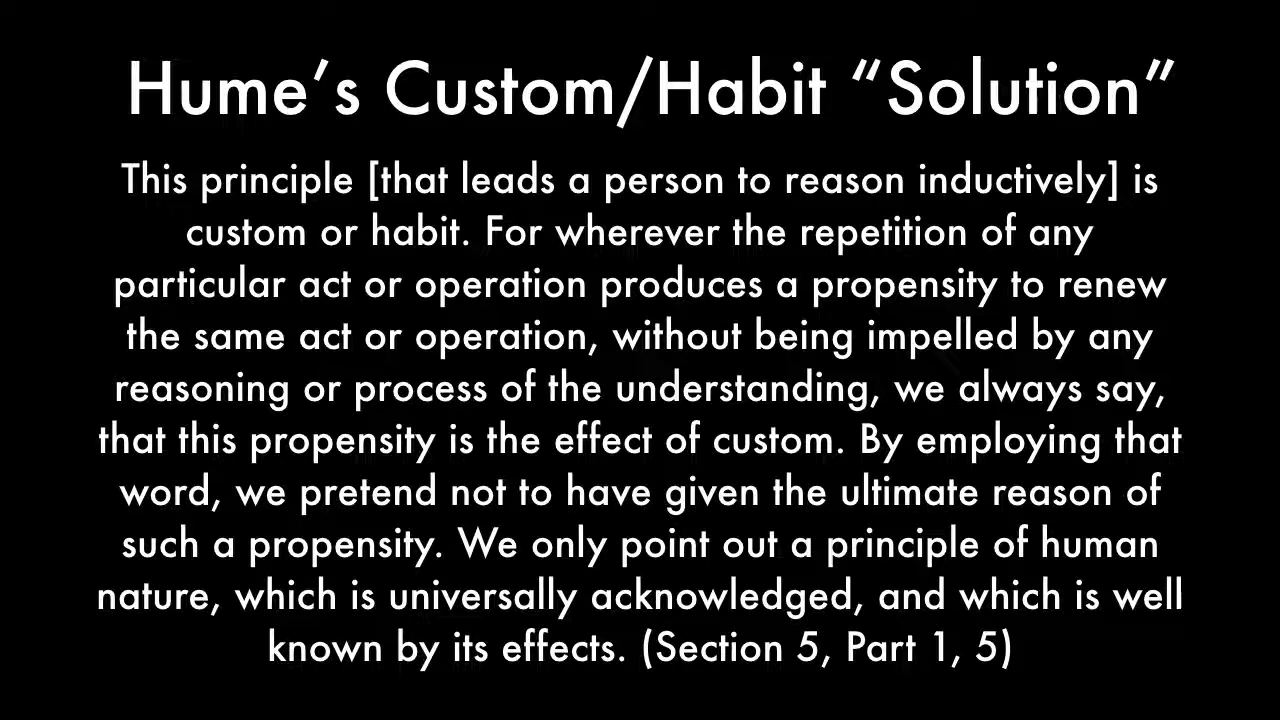 Hume’s Custom/Habit “Solution”
This principle [that leads a person to reason inductively] is
custom or habit. For wherever the repetition of any
particular act or operation produces a propensity to renew
the same act or operation, without being impelled by any
reasoning or process of the understanding, we always say,
that this propensity is the effect of custom. By employing that
word, we pretend not to have given the ultimate reason of
such a propensity. We only point out a principle of human
nature, which is universally acknowledged, and which is well
known by its effects. (Section 5, Part 1, 5)